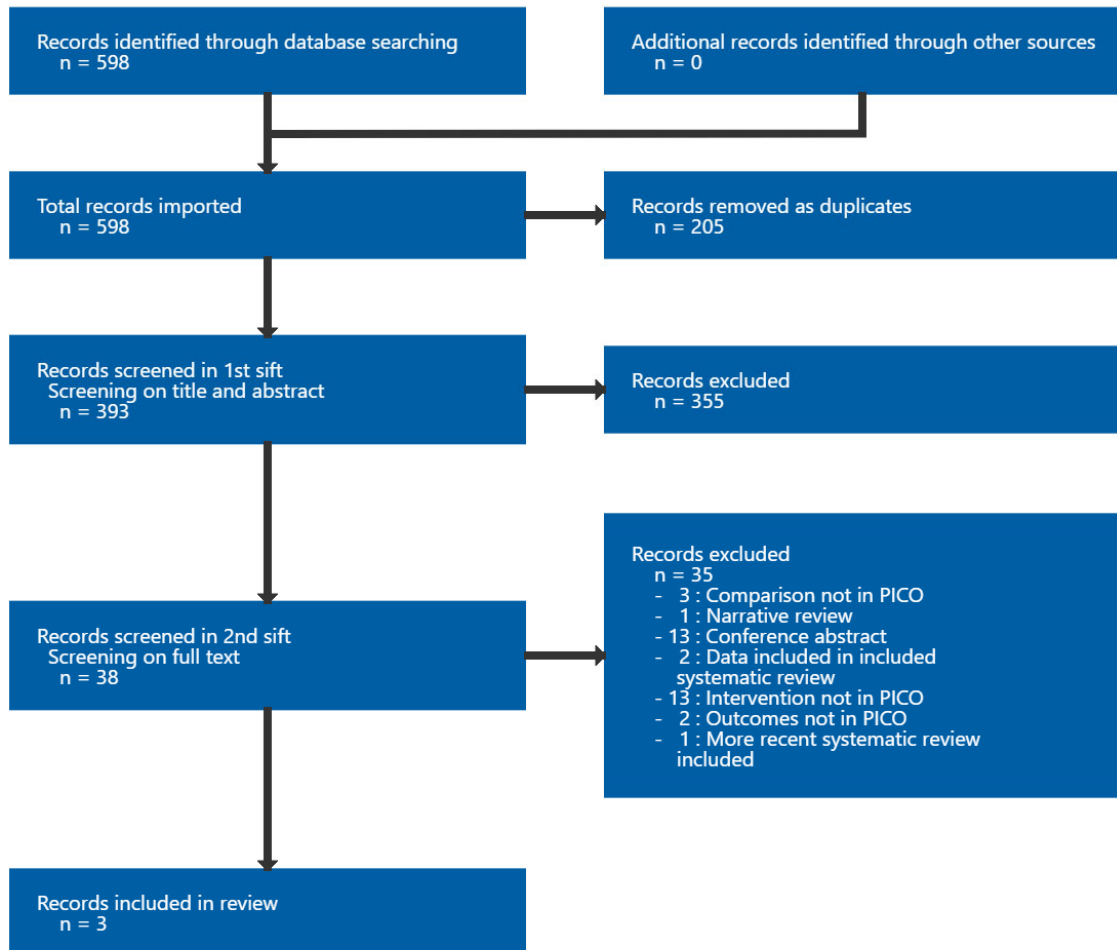 Records identified through database searching
n = 598
Additional records identified through other sources
n = 0
Total records imported
n = 598
Records removed as duplicates
n = 205
Records screened in 1st sift
Screening on title and abstract
n = 393
Records excluded
n = 355
Records screened in 2nd sift
Screening on full text
n = 38
Records excluded
n = 35
- 3 : Comparison not in PICO
- 1 : Narrative review
- 13 : Conference abstract
- 2 : Data included in included
systematic review
- 13 : Intervention not in PICO
- 2 : Outcomes not in PICO
- 1 : More recent systematic review
included
Records included in review
n = 3